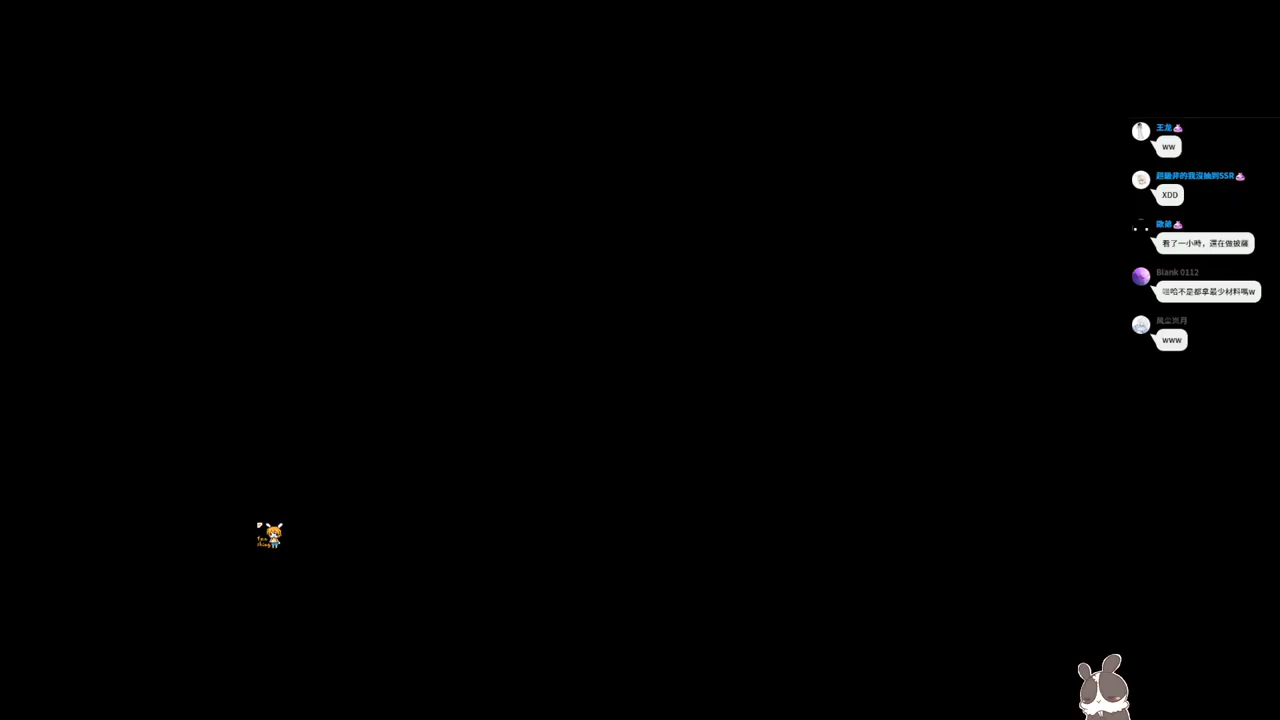 王龙
ww
超級非的我沒抽到SSR
XDD
看了一小時，還在做披薩
Blank 0112
哈不是都拿最少材料嗎w
www